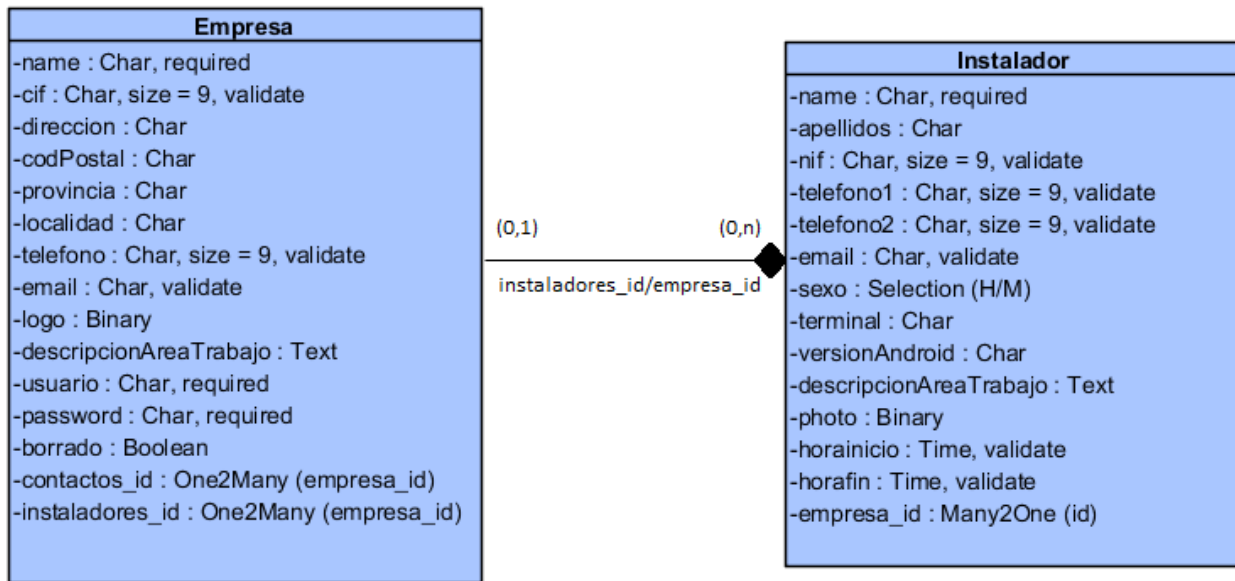 Empresa
-name : Char, required
-cif : Char, size = 9, validate
-direccion : Char
-codPostal : Char
-provincia : Char
-localidad : Char
-telefono : Char, size = 9, validate
-email : Char, validate
-logo : Binary
-descripcionAreaTrabajo : Text
-usuario : Char, required
-password : Char, required
-borrado : Boolean
-contactos_id : One2Many (empresa_id)
-instaladores_id : One2Many (empresa_id)
(0,1) (0,n)
instaladores_id/empresa_id
Instalador
-name : Char, required
-apellidos : Char
-nif : Char, size = 9, validate
-telefono1 : Char, size = 9, validate
-telefono2 : Char, size = 9, validate
-email : Char, validate
-sexo : Selection (H/M)
-terminal : Char
-versionAndroid : Char
-descripcionAreaTrabajo : Text
-photo : Binary
-horainicio : Time, validate
-horafin : Time, validate
-empresa_id : Many2One (id)